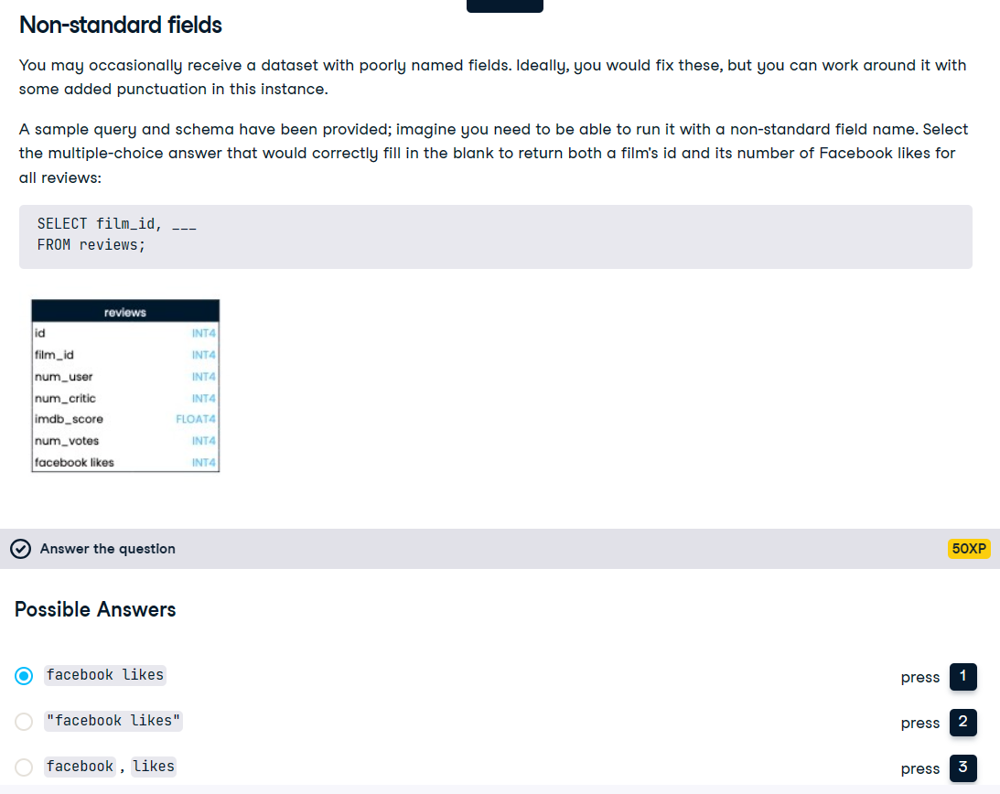 Non-standard fields
You may occasionally receive a dataset with poorly named fields. Ideally, you would fix these, but you can work around it with
some added punctuation in this instance.
A sample query and schema have been provided; imagine you need to be able to run it with a non-standard field name. Select
the multiple-choice answer that would correctly fill in the blank to return both a film's id and its number of Facebook likes for
all reviews:
SELECT film_id, ___
FROM reviews;
reviews
id INT4
film_id INT4
num_user INT4
num_critic INT4
imdb_score FLOAT4
num_votes INT4
facebook likes INT4
Answer the question 50XP
Possible Answers
facebook likes press 1
"facebook likes" press 2
facebook , likes press 3